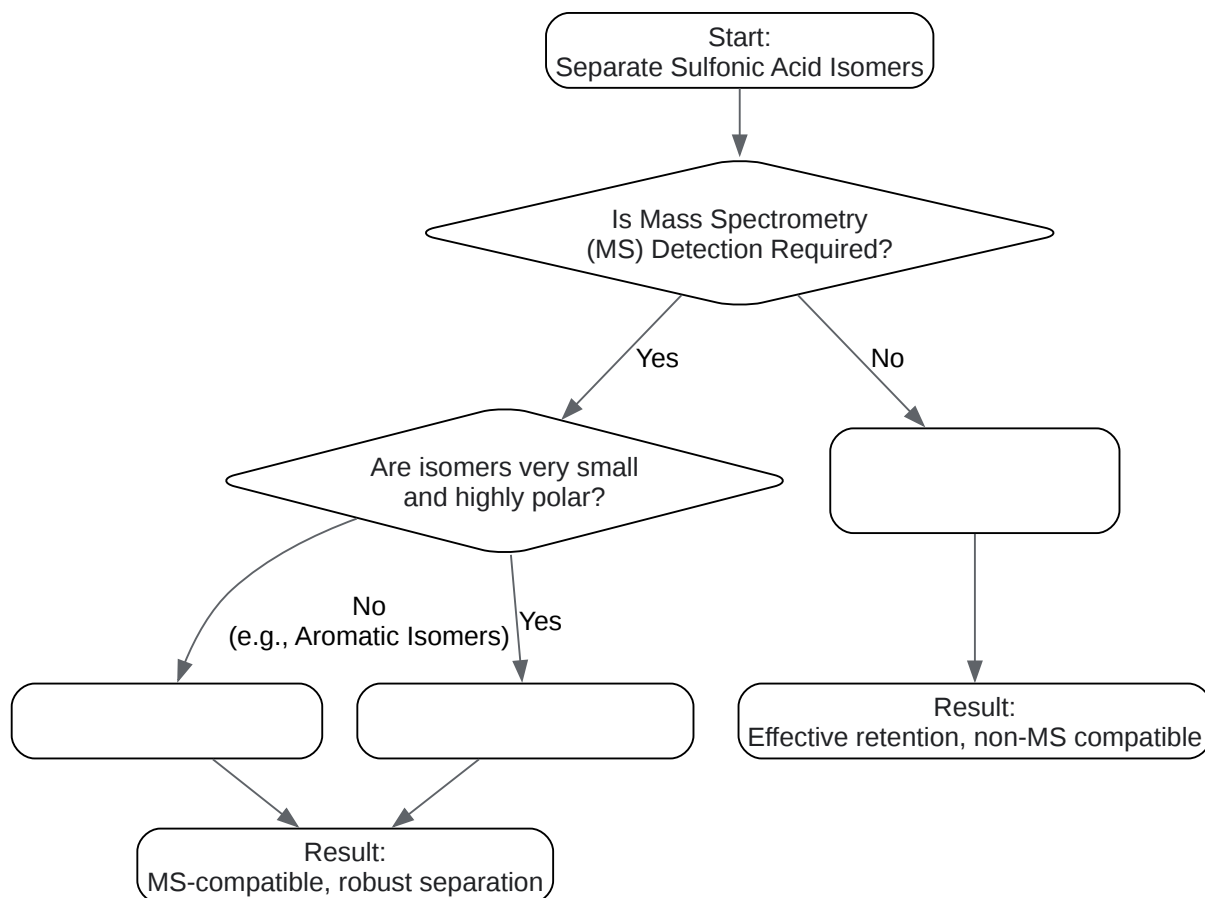 Start:
Separate Sulfonic Acid Isomers
Is Mass Spectrometry
(MS) Detection Required?
Yes
No
Are isomers very small
and highly polar?
No
(e.g., Aromatic Isomers)
Yes
Result:
Effective retention, non-MS compatible
Result:
MS-compatible, robust separation